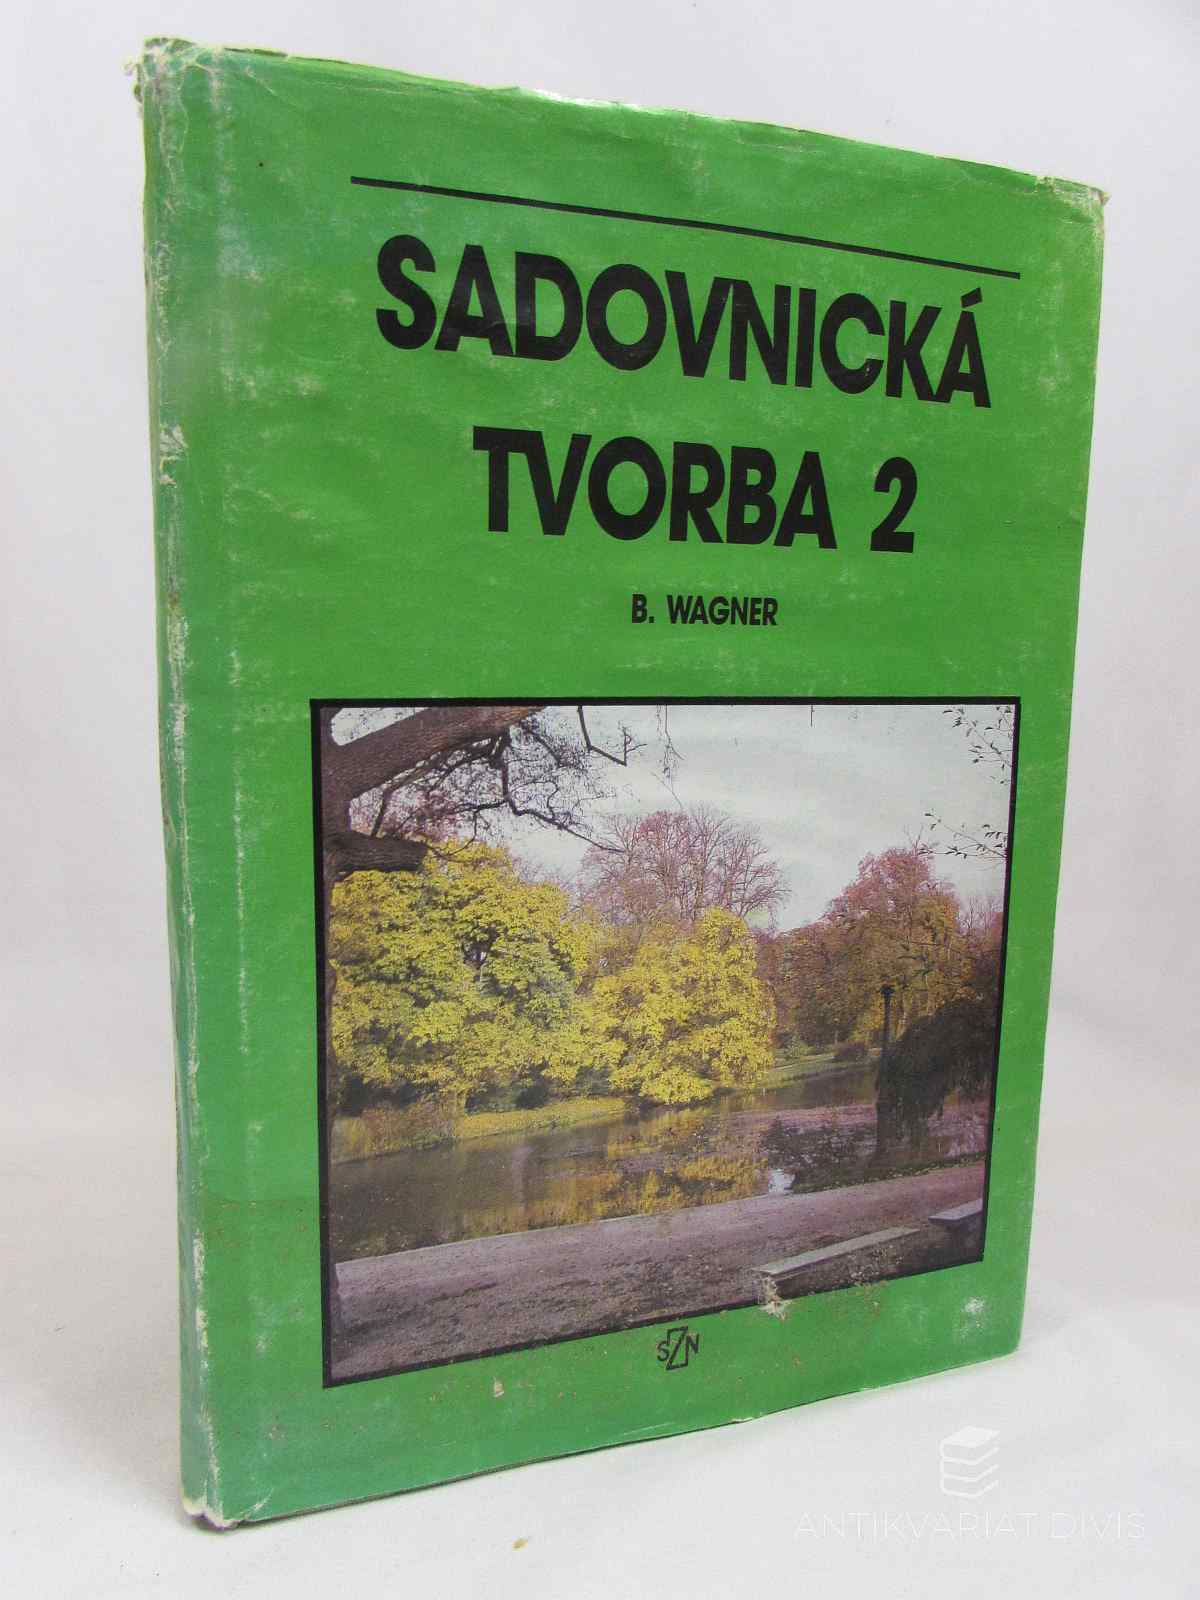 SADOVNICKÁ
TVORBA 2
B. WAGNER
SZN
ANTIKVARIAT DIVIS